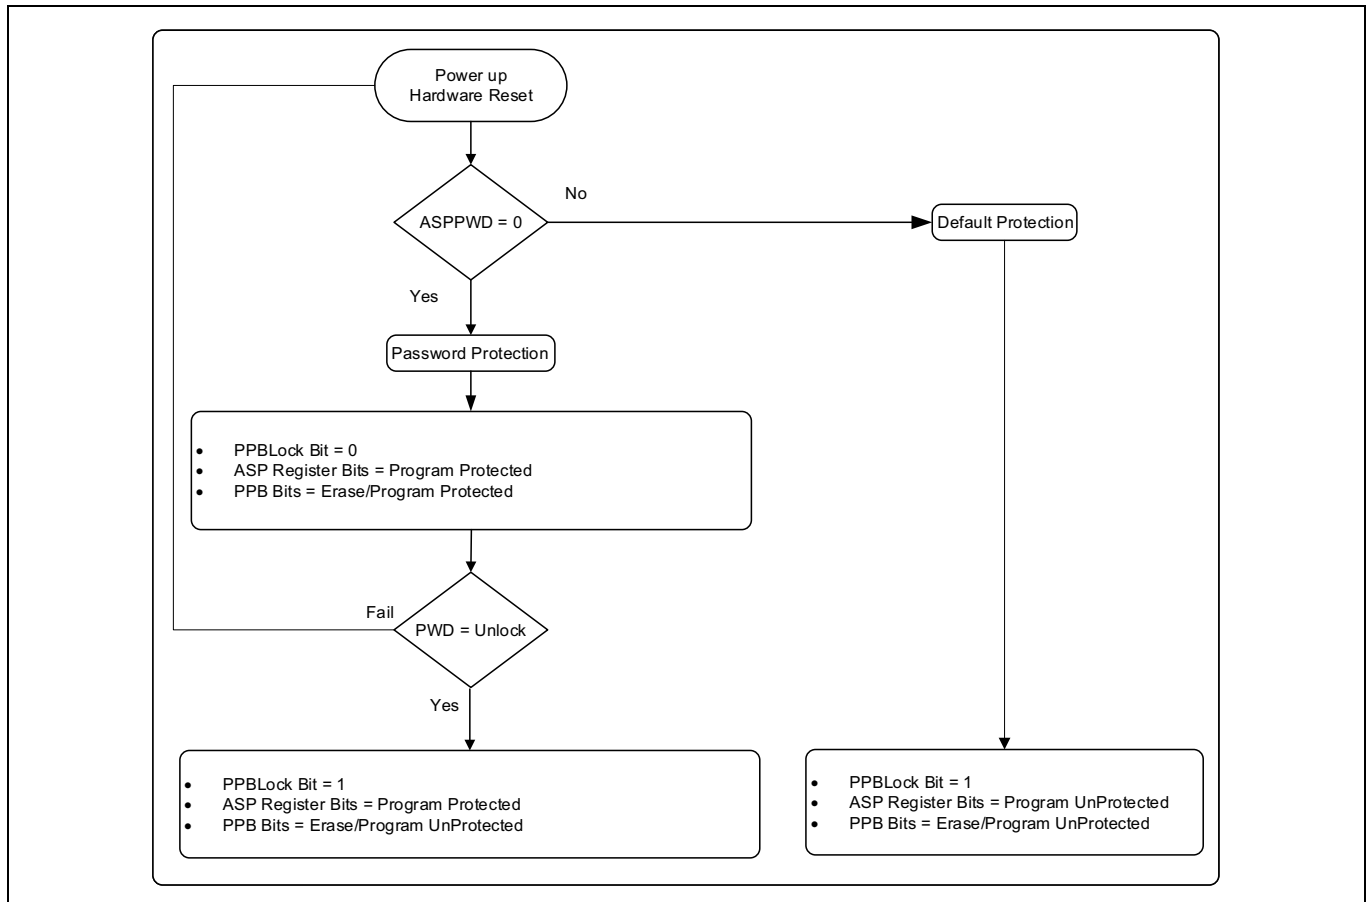 Power up
Hardware Reset
ASPPWD = 0
No
Default Protection
Yes
Password Protection
• PPBLock Bit = 0
• ASP Register Bits = Program Protected
• PPB Bits = Erase/Program Protected
Fail
PWD = Unlock
Yes
• PPBLock Bit = 1
• ASP Register Bits = Program Protected
• PPB Bits = Erase/Program UnProtected
• PPBLock Bit = 1
• ASP Register Bits = Program UnProtected
• PPB Bits = Erase/Program UnProtected